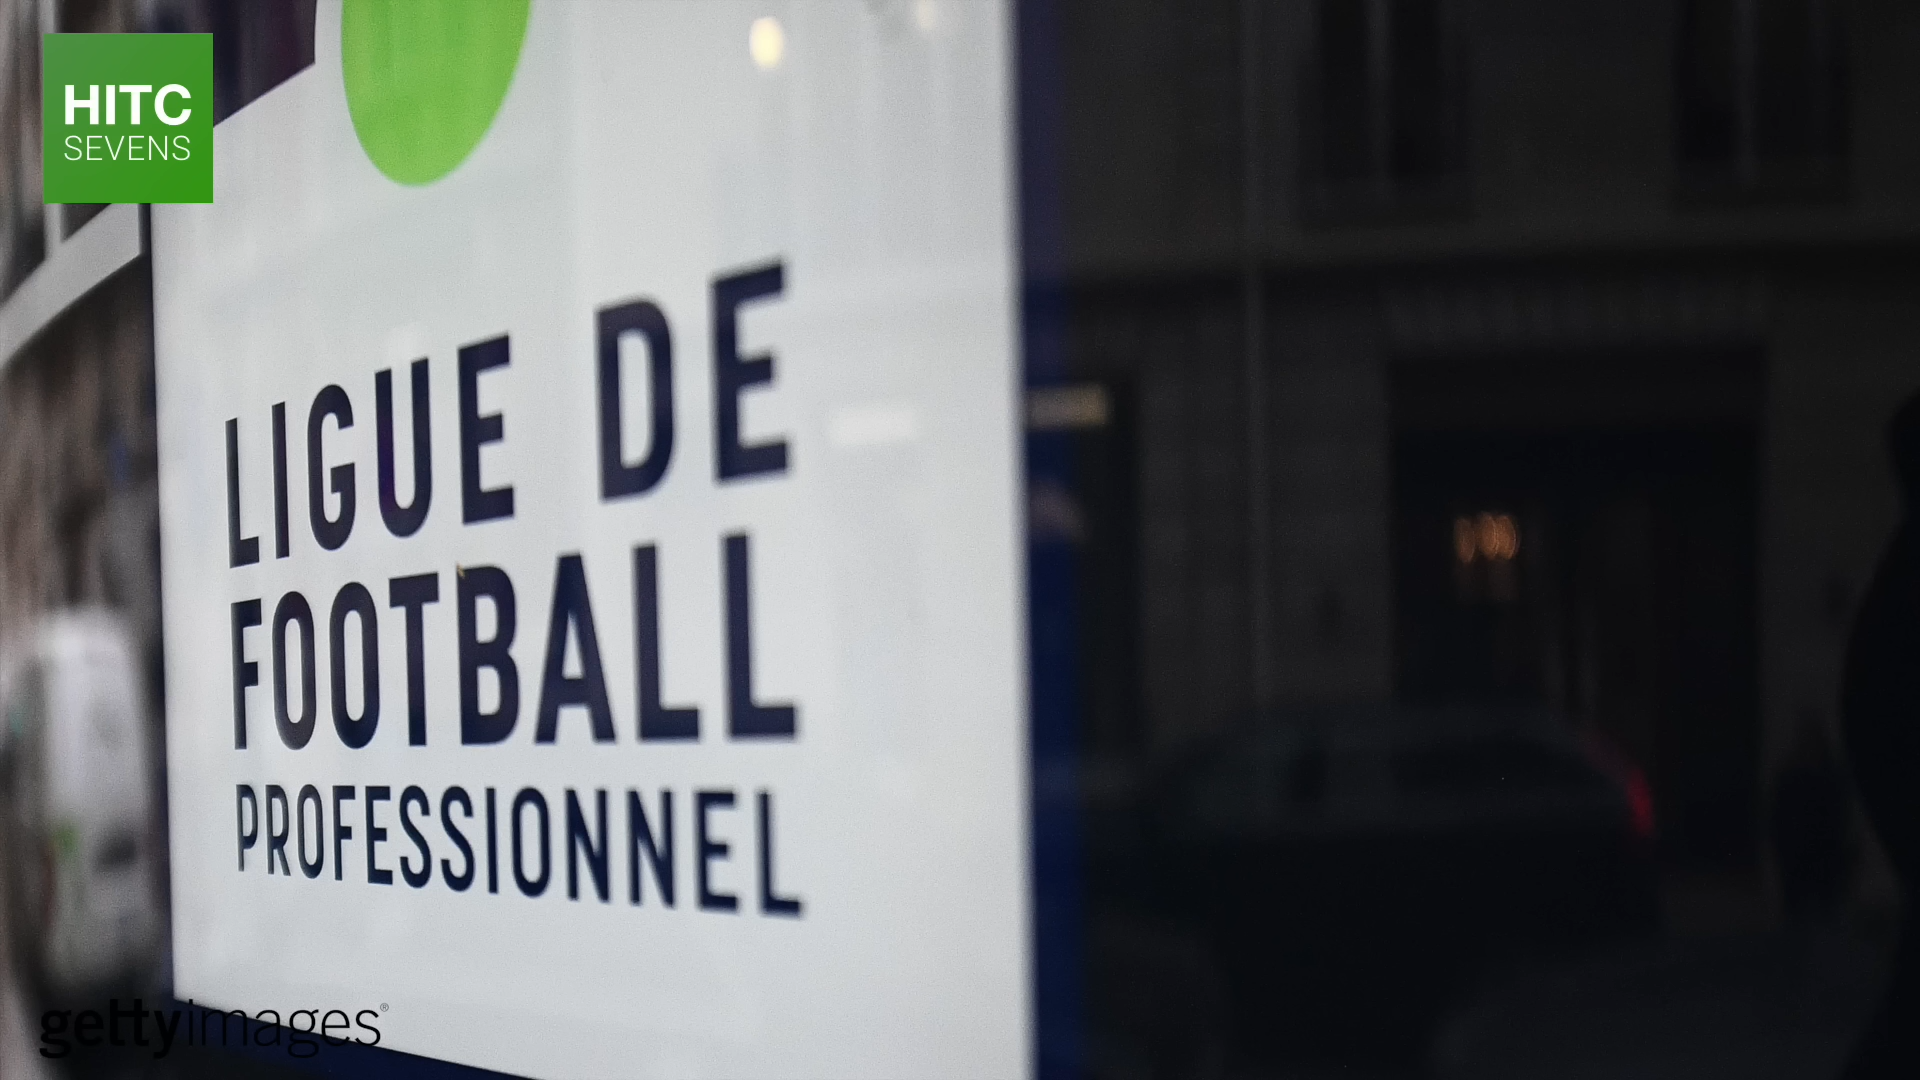 HITC
SEVENS
LIGUE DE
FOOTBALL
PROFESSIONNEL
gettyimages®